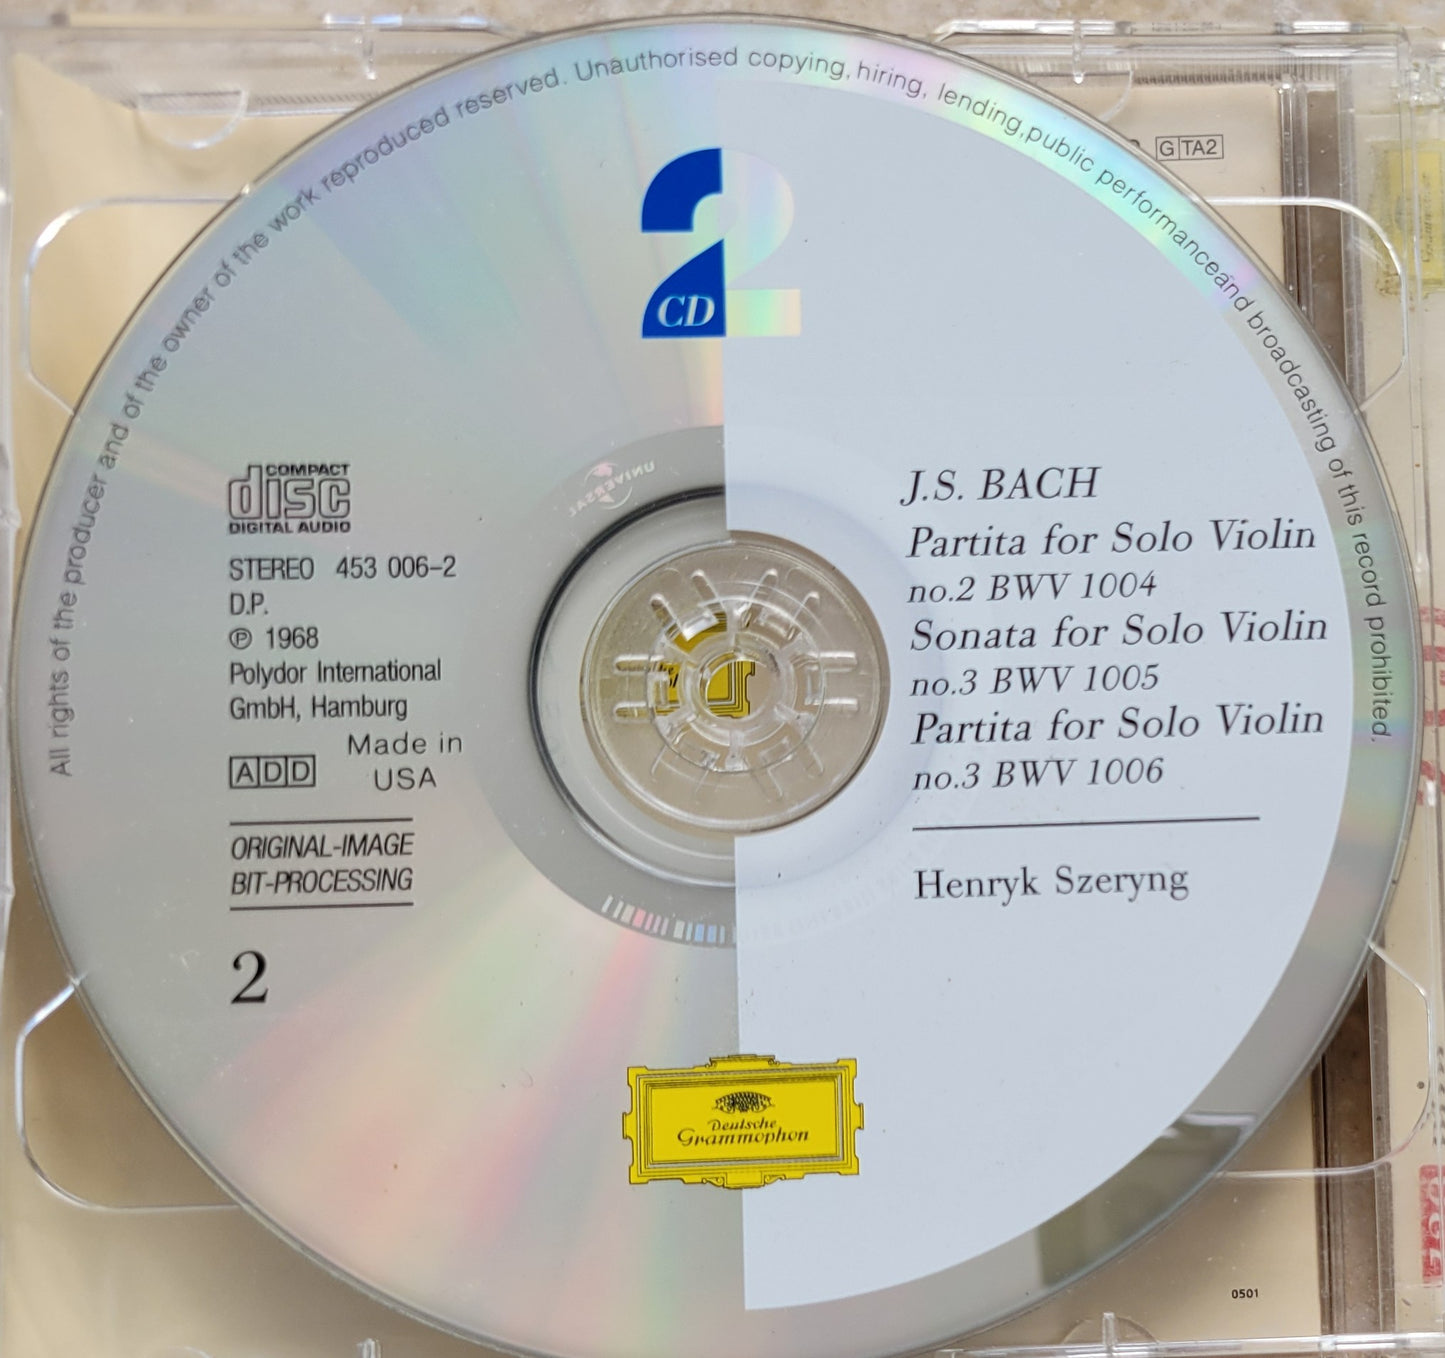 All rights of the producer and of the owner of the work reproduced reserved. Unauthorised copying, hiring, lending, public performanceand broadcasting of this record prohibited.
G TA2
2
CD
UNIVERSAL
COMPACT
disc
DIGITAL AUDIO
STEREO 453 006-2
D.P.
℗ 1968
Polydor International
GmbH, Hamburg
ADD
Made in
USA
ORIGINAL-IMAGE
BIT-PROCESSING
2
J.S. BACH
Partita for Solo Violin
no.2 BWV 1004
Sonata for Solo Violin
no.3 BWV 1005
Partita for Solo Violin
no.3 BWV 1006
Henryk Szeryng
Deutsche
Grammophon
0501